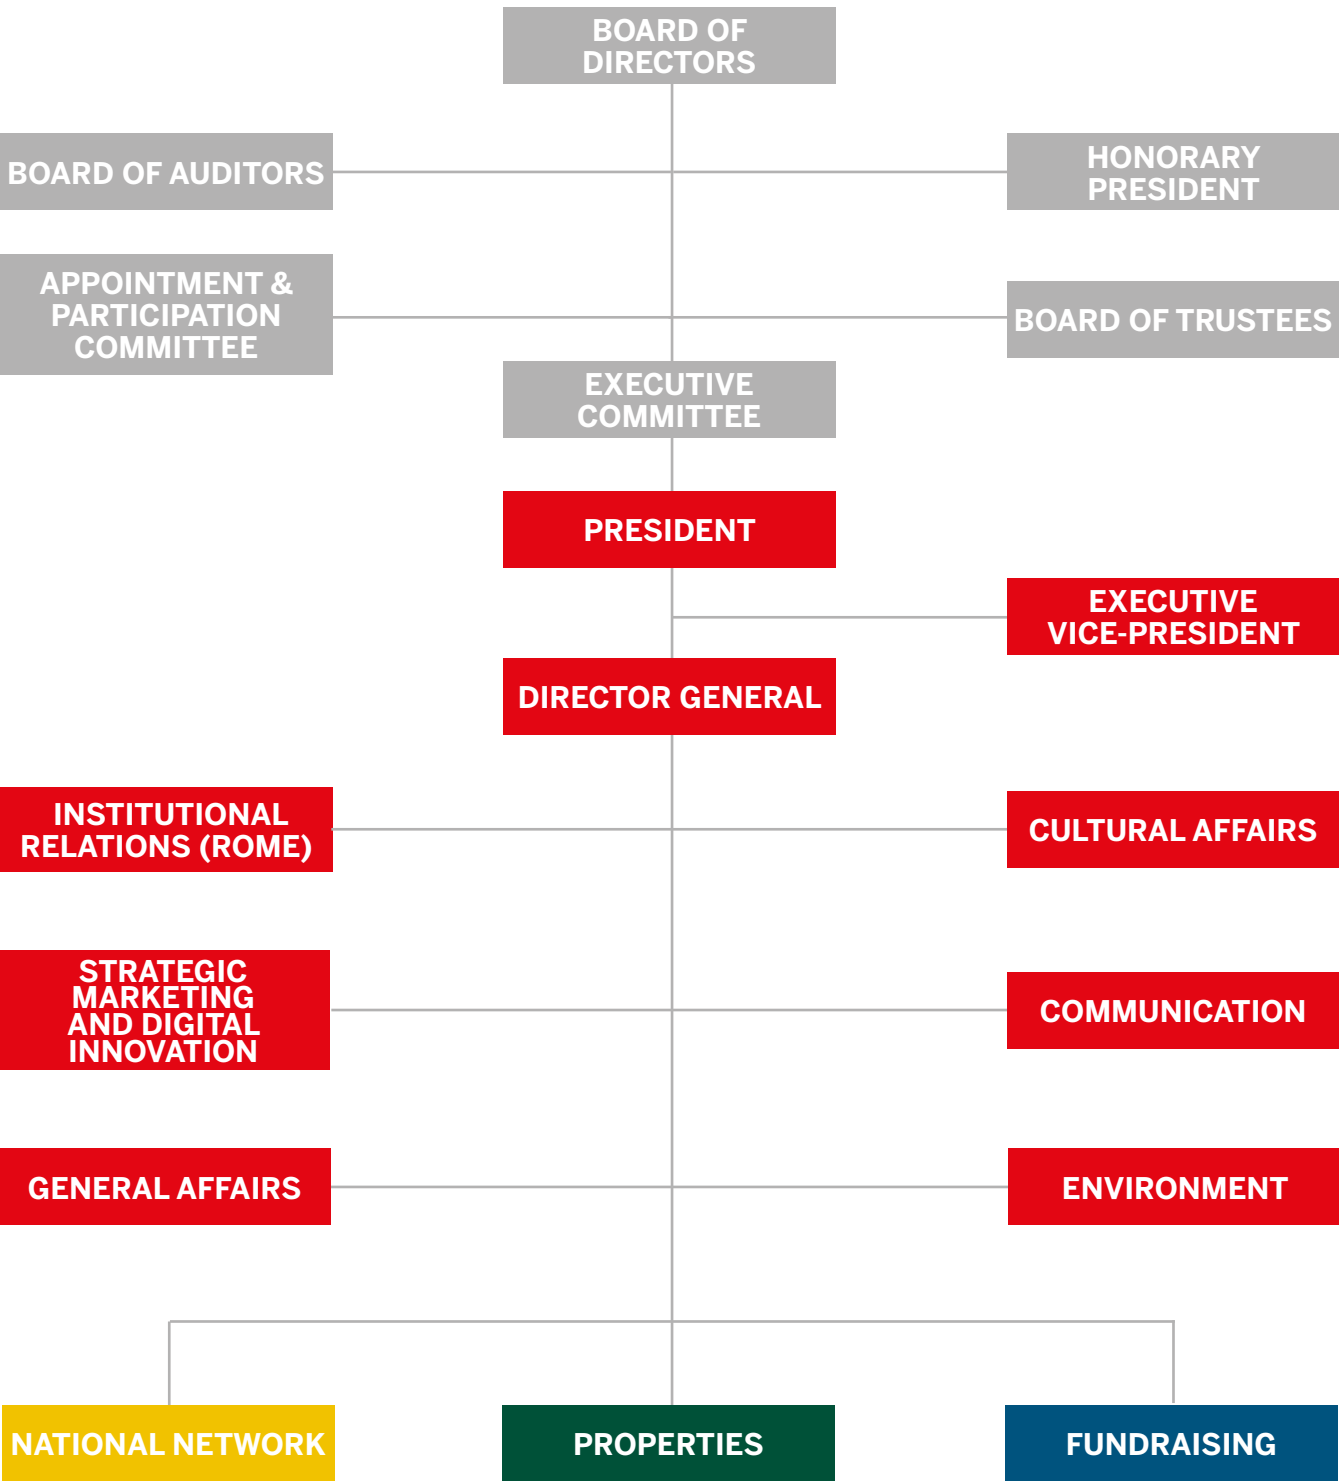 BOARD OF
DIRECTORS
BOARD OF AUDITORS
HONORARY
PRESIDENT
APPOINTMENT &
PARTICIPATION
COMMITTEE
BOARD OF TRUSTEES
EXECUTIVE
COMMITTEE
PRESIDENT
EXECUTIVE
VICE-PRESIDENT
DIRECTOR GENERAL
INSTITUTIONAL
RELATIONS (ROME)
CULTURAL AFFAIRS
STRATEGIC
MARKETING
AND DIGITAL
INNOVATION
COMMUNICATION
GENERAL AFFAIRS
ENVIRONMENT
NATIONAL NETWORK
PROPERTIES
FUNDRAISING